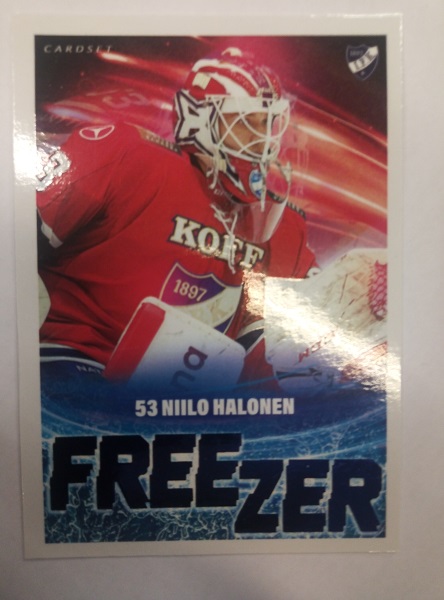 CARDSET
KOFF
1897
53 NIILO HALONEN
FREEZER